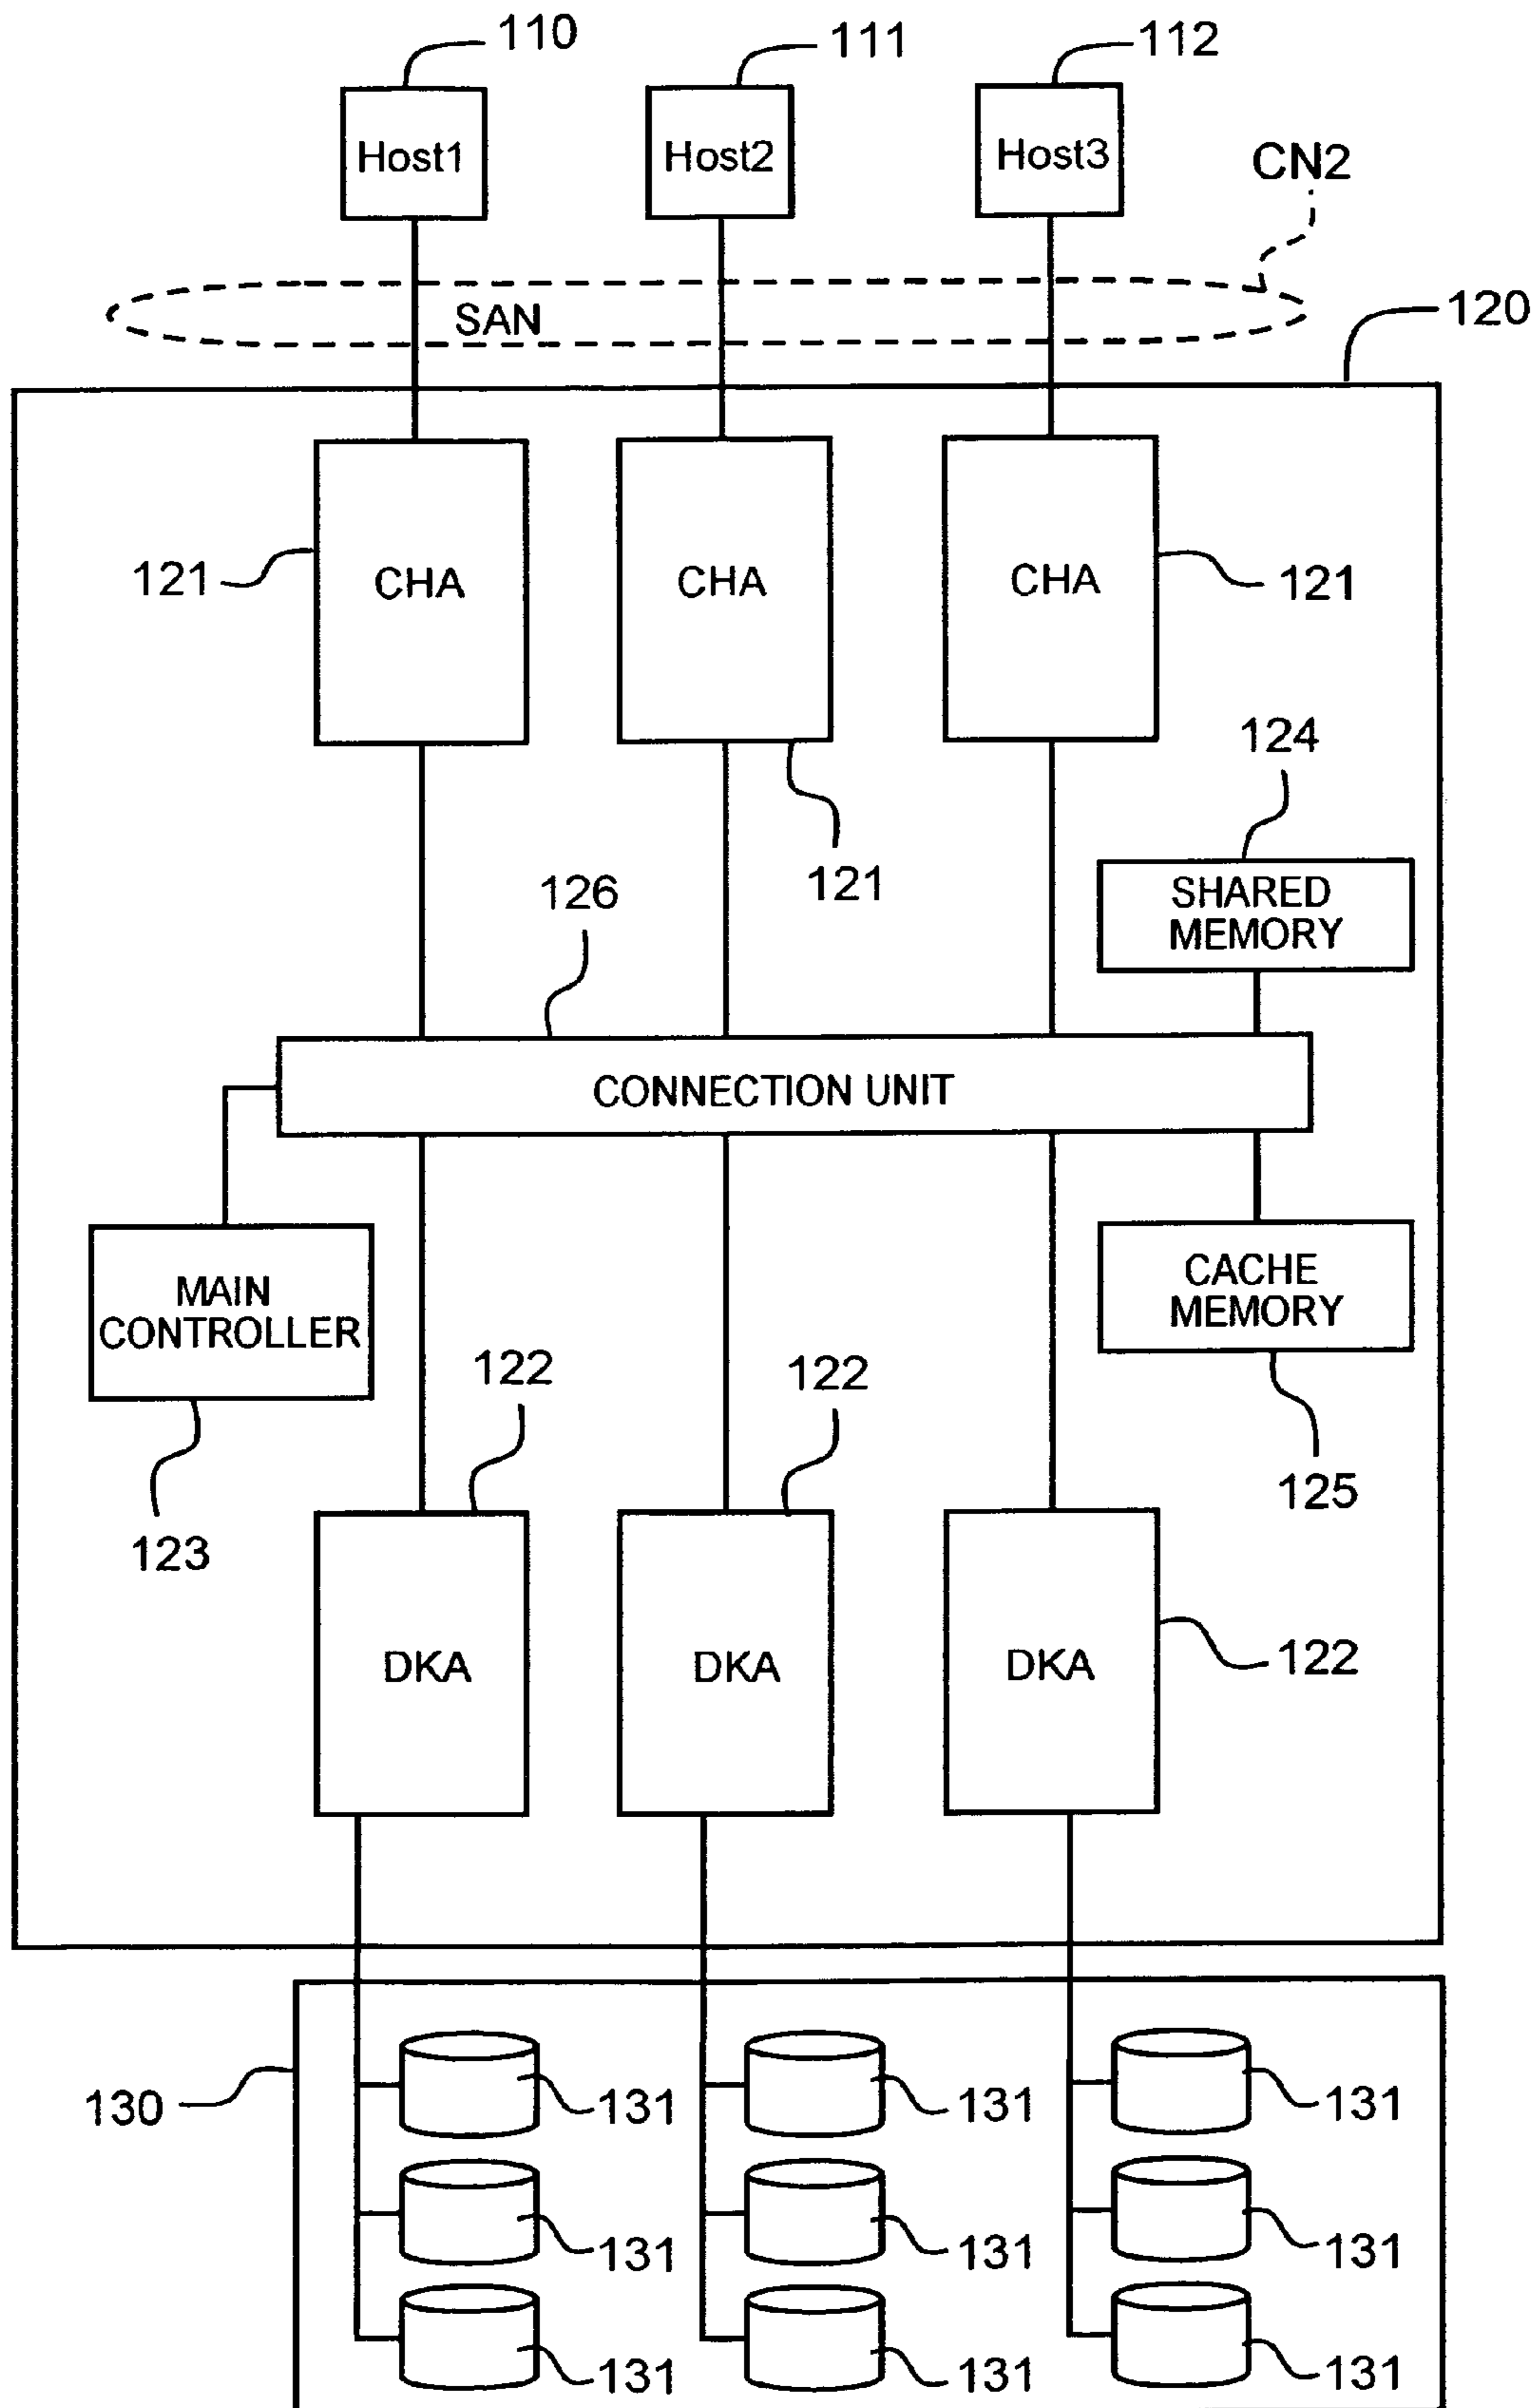 110
111
112
Host1
Host2
Host3
CN2
SAN
120
121
CHA
CHA
CHA
121
124
121
126
SHARED
MEMORY
CONNECTION UNIT
MAIN
CONTROLLER
CACHE
MEMORY
122
122
125
123
DKA
DKA
DKA
122
130
131
131
131
131
131
131
131
131
131